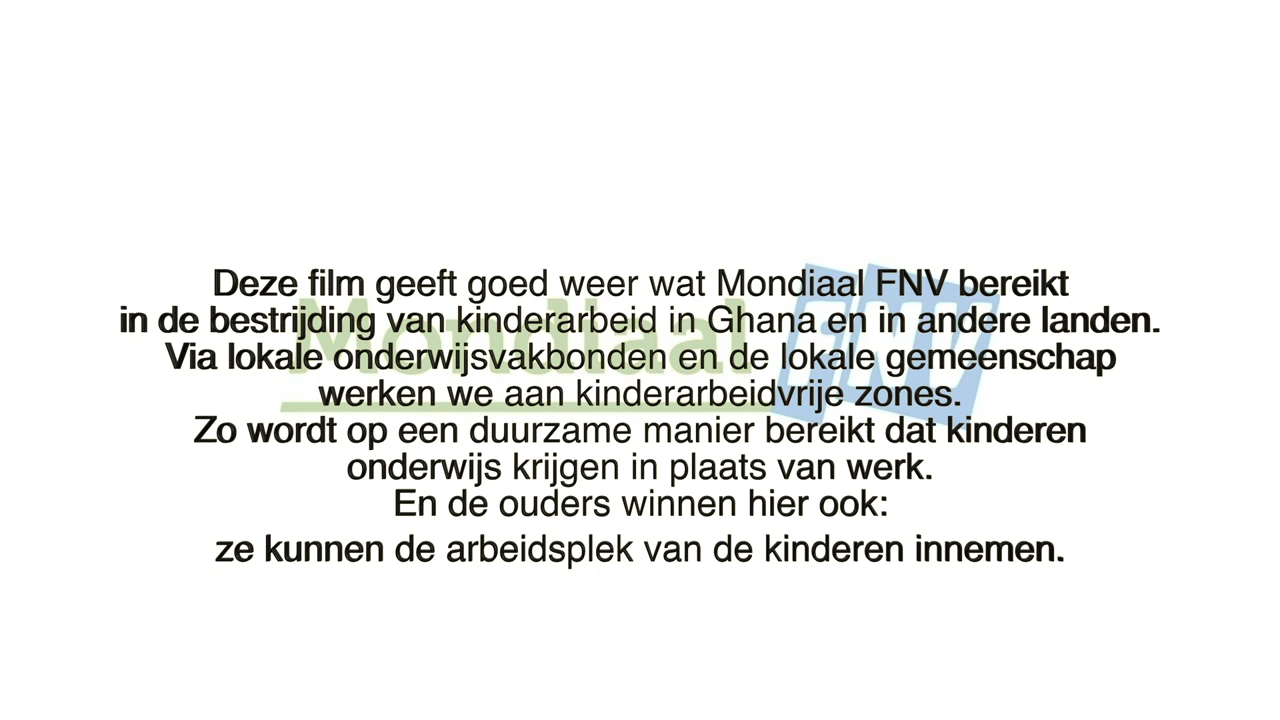 Deze film geeft goed weer wat Mondiaal FNV bereikt
in de bestrijding van kinderarbeid in Ghana en in andere landen.
Via lokale onderwijsvakbonden en de lokale gemeenschap
werken we aan kinderarbeidvrije zones.
Zo wordt op een duurzame manier bereikt dat kinderen
onderwijs krijgen in plaats van werk.
En de ouders winnen hier ook:
ze kunnen de arbeidsplek van de kinderen innemen.
Mondiaal FNV